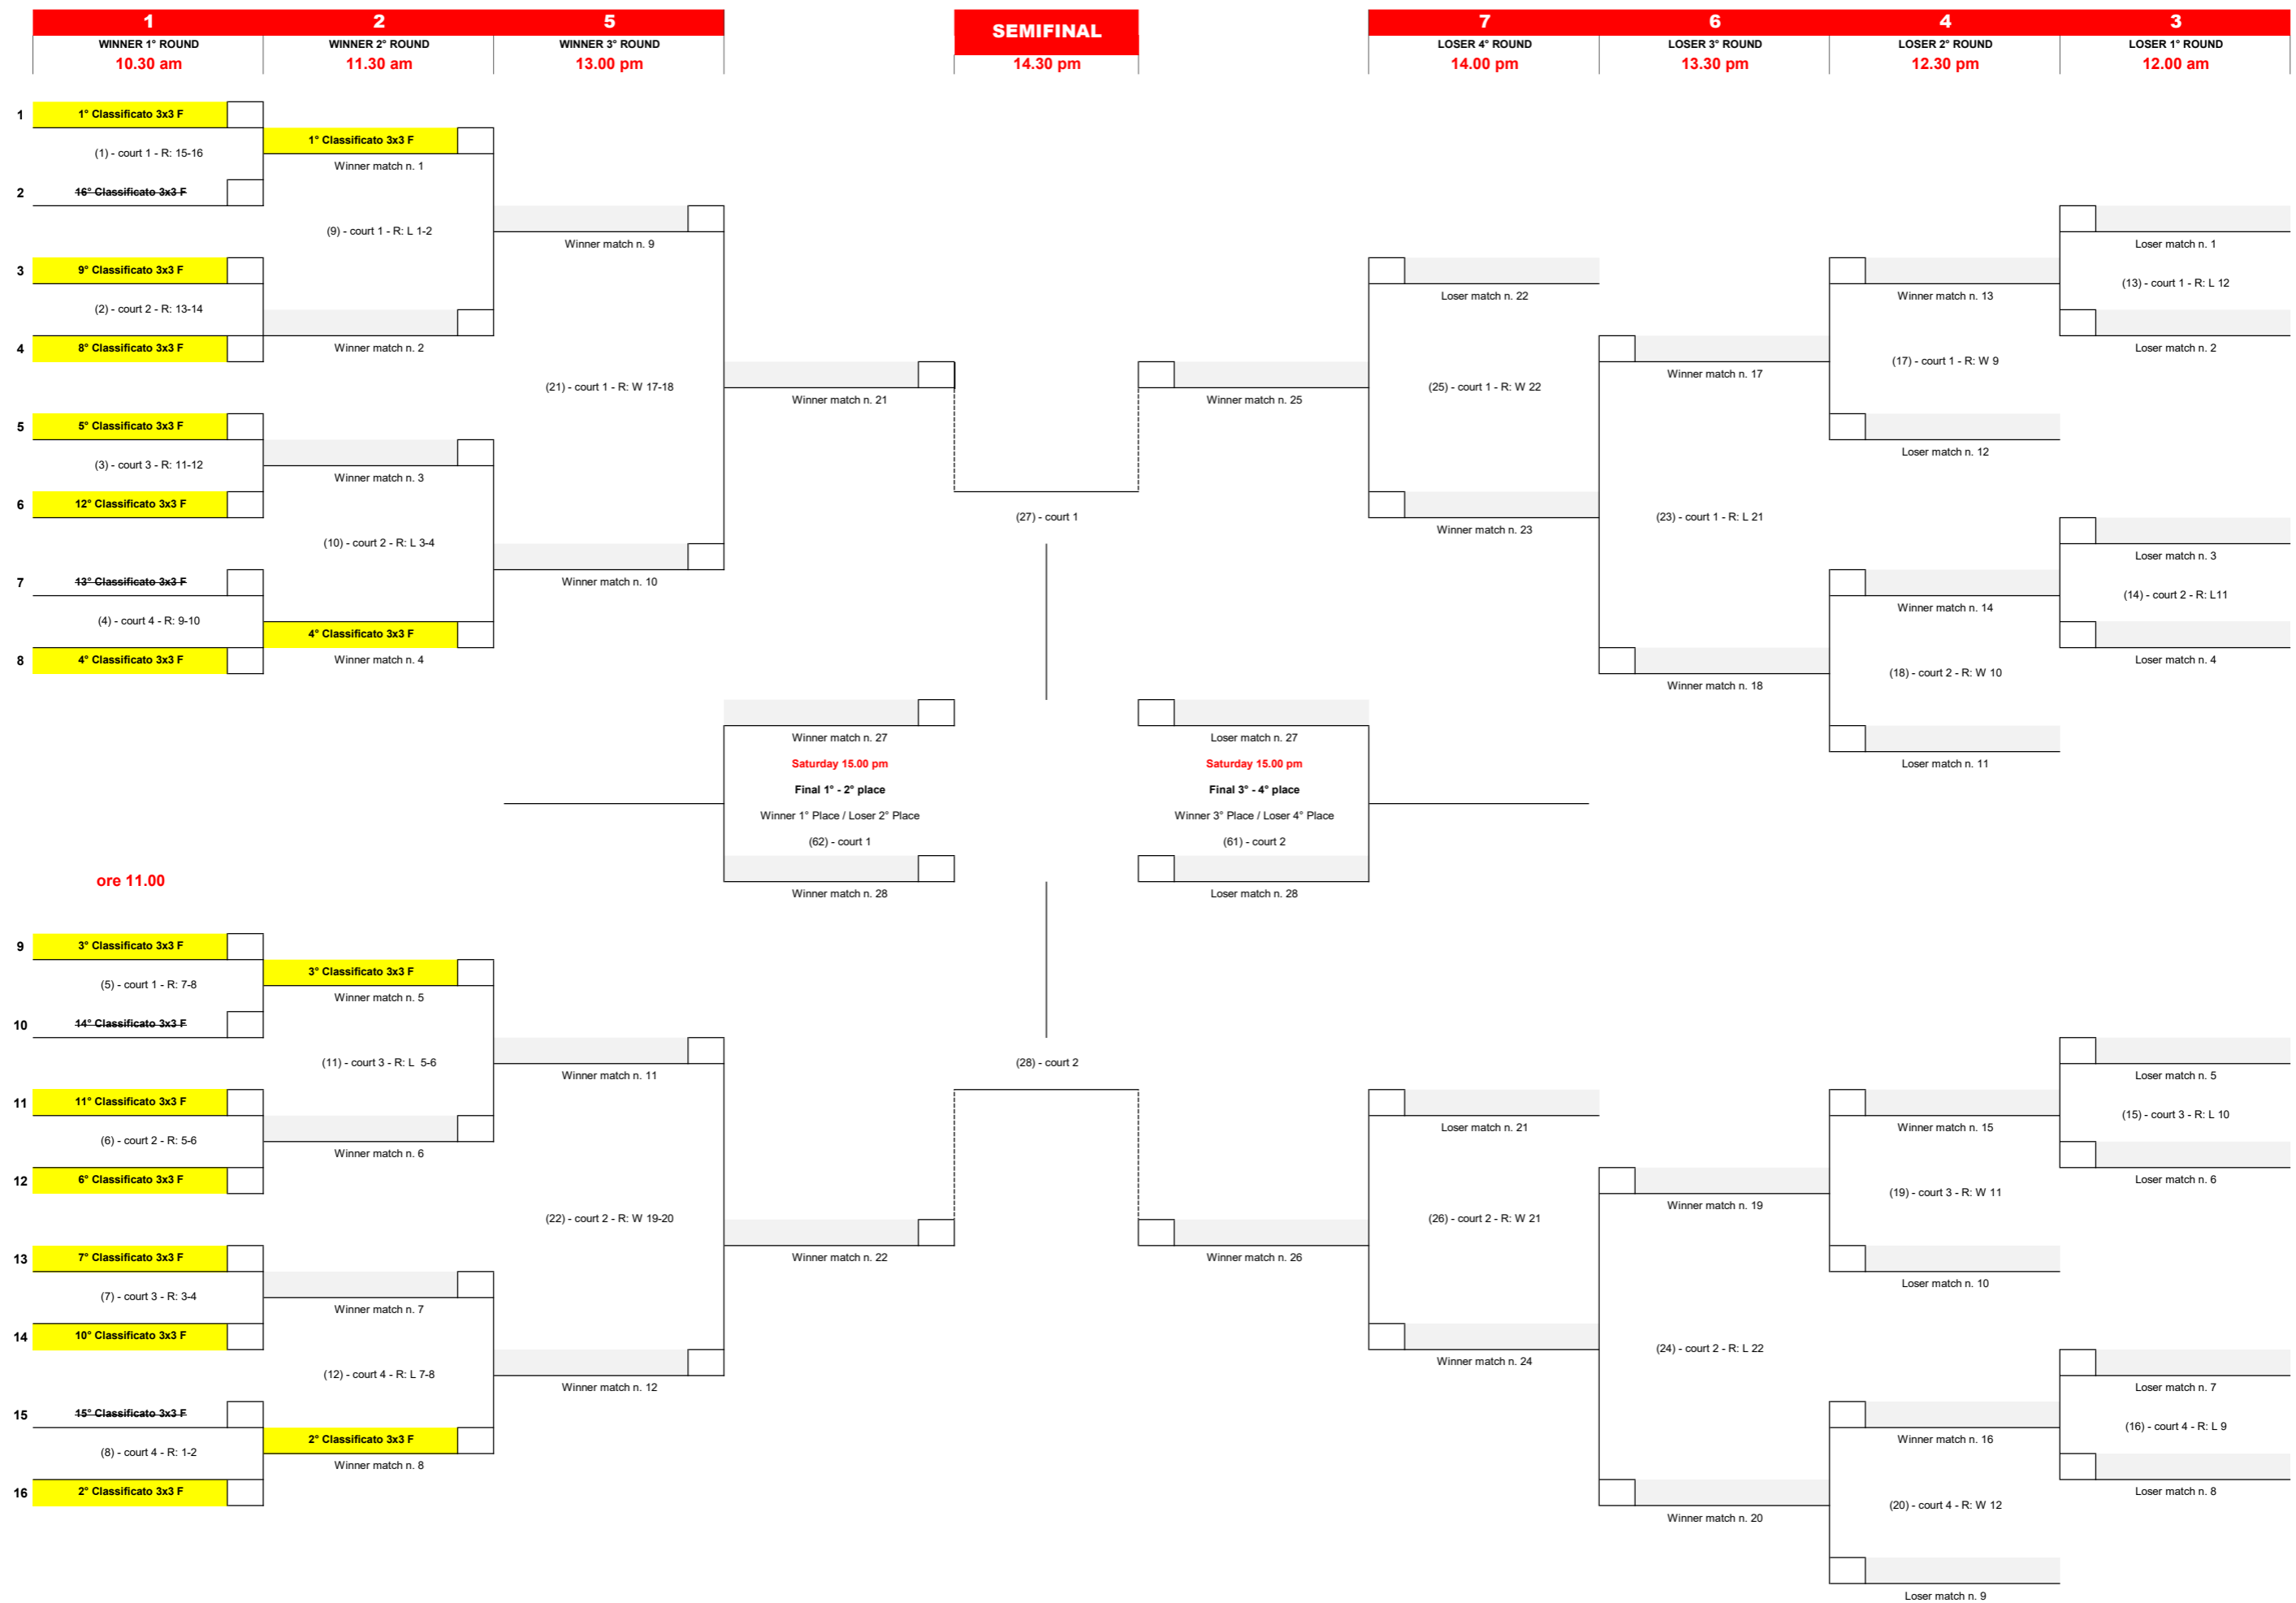 1
2
5
SEMIFINAL
7
6
4
3
WINNER 1° ROUND
WINNER 2° ROUND
WINNER 3° ROUND
LOSER 4° ROUND
LOSER 3° ROUND
LOSER 2° ROUND
LOSER 1° ROUND
10.30 am
11.30 am
13.00 pm
14.30 pm
14.00 pm
13.30 pm
12.30 pm
12.00 am
1
1° Classificato 3x3 F
(1) - court 1 - R: 15-16
2
16° Classificato 3x3 F
3
9° Classificato 3x3 F
(2) - court 2 - R: 13-14
4
8° Classificato 3x3 F
5
5° Classificato 3x3 F
(3) - court 3 - R: 11-12
6
12° Classificato 3x3 F
7
13° Classificato 3x3 F
(4) - court 4 - R: 9-10
8
4° Classificato 3x3 F
1° Classificato 3x3 F
Winner match n. 1
(9) - court 1 - R: L 1-2
Winner match n. 2
Winner match n. 3
(10) - court 2 - R: L 3-4
4° Classificato 3x3 F
Winner match n. 4
Winner match n. 9
(21) - court 1 - R: W 17-18
Winner match n. 10
Winner match n. 21
(27) - court 1
Winner match n. 25
Loser match n. 22
(25) - court 1 - R: W 22
Winner match n. 23
Winner match n. 17
(23) - court 1 - R: L 21
Winner match n. 18
Winner match n. 13
(17) - court 1 - R: W 9
Loser match n. 12
Winner match n. 14
(18) - court 2 - R: W 10
Loser match n. 11
Loser match n. 1
(13) - court 1 - R: L 12
Loser match n. 2
Loser match n. 3
(14) - court 2 - R: L11
Loser match n. 4
Winner match n. 27
Saturday 15.00 pm
Final 1° - 2° place
Winner 1° Place / Loser 2° Place
(62) - court 1
Winner match n. 28
Loser match n. 27
Saturday 15.00 pm
Final 3° - 4° place
Winner 3° Place / Loser 4° Place
(61) - court 2
Loser match n. 28
ore 11.00
9
3° Classificato 3x3 F
(5) - court 1 - R: 7-8
10
14° Classificato 3x3 F
11
11° Classificato 3x3 F
(6) - court 2 - R: 5-6
12
6° Classificato 3x3 F
13
7° Classificato 3x3 F
(7) - court 3 - R: 3-4
14
10° Classificato 3x3 F
15
15° Classificato 3x3 F
(8) - court 4 - R: 1-2
16
2° Classificato 3x3 F
3° Classificato 3x3 F
Winner match n. 5
(11) - court 3 - R: L  5-6
Winner match n. 6
Winner match n. 7
(12) - court 4 - R: L 7-8
2° Classificato 3x3 F
Winner match n. 8
Winner match n. 11
(22) - court 2 - R: W 19-20
Winner match n. 12
Winner match n. 22
(28) - court 2
Winner match n. 26
Loser match n. 21
(26) - court 2 - R: W 21
Winner match n. 24
Winner match n. 19
(24) - court 2 - R: L 22
Winner match n. 20
Winner match n. 15
(19) - court 3 - R: W 11
Loser match n. 10
Winner match n. 16
(20) - court 4 - R: W 12
Loser match n. 9
Loser match n. 5
(15) - court 3 - R: L 10
Loser match n. 6
Loser match n. 7
(16) - court 4 - R: L 9
Loser match n. 8